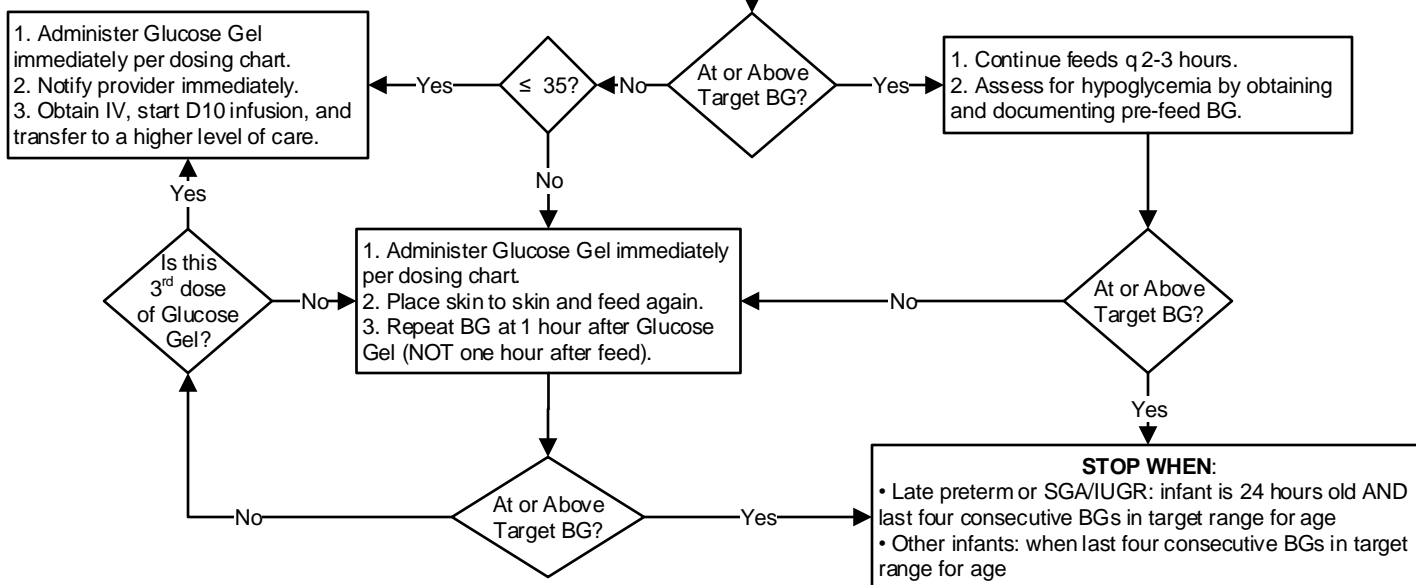 1. Administer Glucose Gel
immediately per dosing chart.
2. Notify provider immediately.
3. Obtain IV, start D10 infusion, and
transfer to a higher level of care.
Yes
≤ 35?
No
At or Above
Target BG?
Yes
1. Continue feeds q 2-3 hours.
2. Assess for hypoglycemia by obtaining
and documenting pre-feed BG.
Yes
No
Is this
3rd dose
of Glucose
Gel?
No
1. Administer Glucose Gel immediately
per dosing chart.
2. Place skin to skin and feed again.
3. Repeat BG at 1 hour after Glucose
Gel (NOT one hour after feed).
No
At or Above
Target BG?
Yes
No
At or Above
Target BG?
Yes
STOP WHEN:
• Late preterm or SGA/IUGR: infant is 24 hours old AND
last four consecutive BGs in target range for age
• Other infants: when last four consecutive BGs in target
range for age